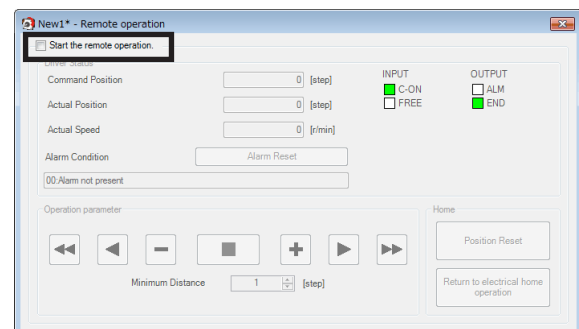 New1* - Remote operation
Start the remote operation.
Driver Status
Command Position 0 [step]
INPUT OUTPUT
C-ON ALM
Actual Position 0 [step]
FREE END
Actual Speed 0 [r/min]
Alarm Condition Alarm Reset
00:Alarm not present
Operation parameter
Home
Position Reset
Minimum Distance 1 [step]
Return to electrical home
operation